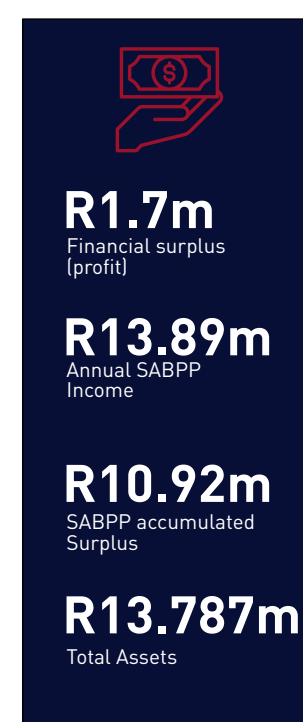 $
R1.7m
Financial surplus
(profit)
R13.89m
Annual SABPP
Income
R10.92m
SABPP accumulated
Surplus
R13.787m
Total Assets